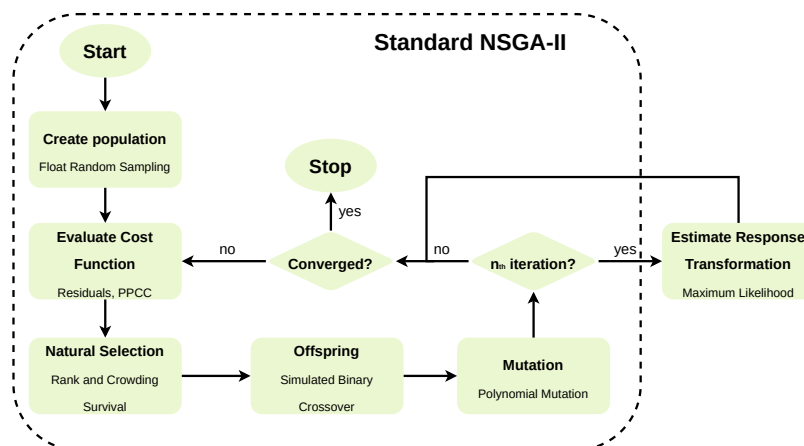 Standard NSGA-II
Start
Create population
Float Random Sampling
Stop
yes
Evaluate Cost
Function
Residuals, PPCC
no
Converged?
no
nth iteration?
yes
Estimate Response
Transformation
Maximum Likelihood
Natural Selection
Rank and Crowding
Survival
Offspring
Simulated Binary
Crossover
Mutation
Polynomial Mutation